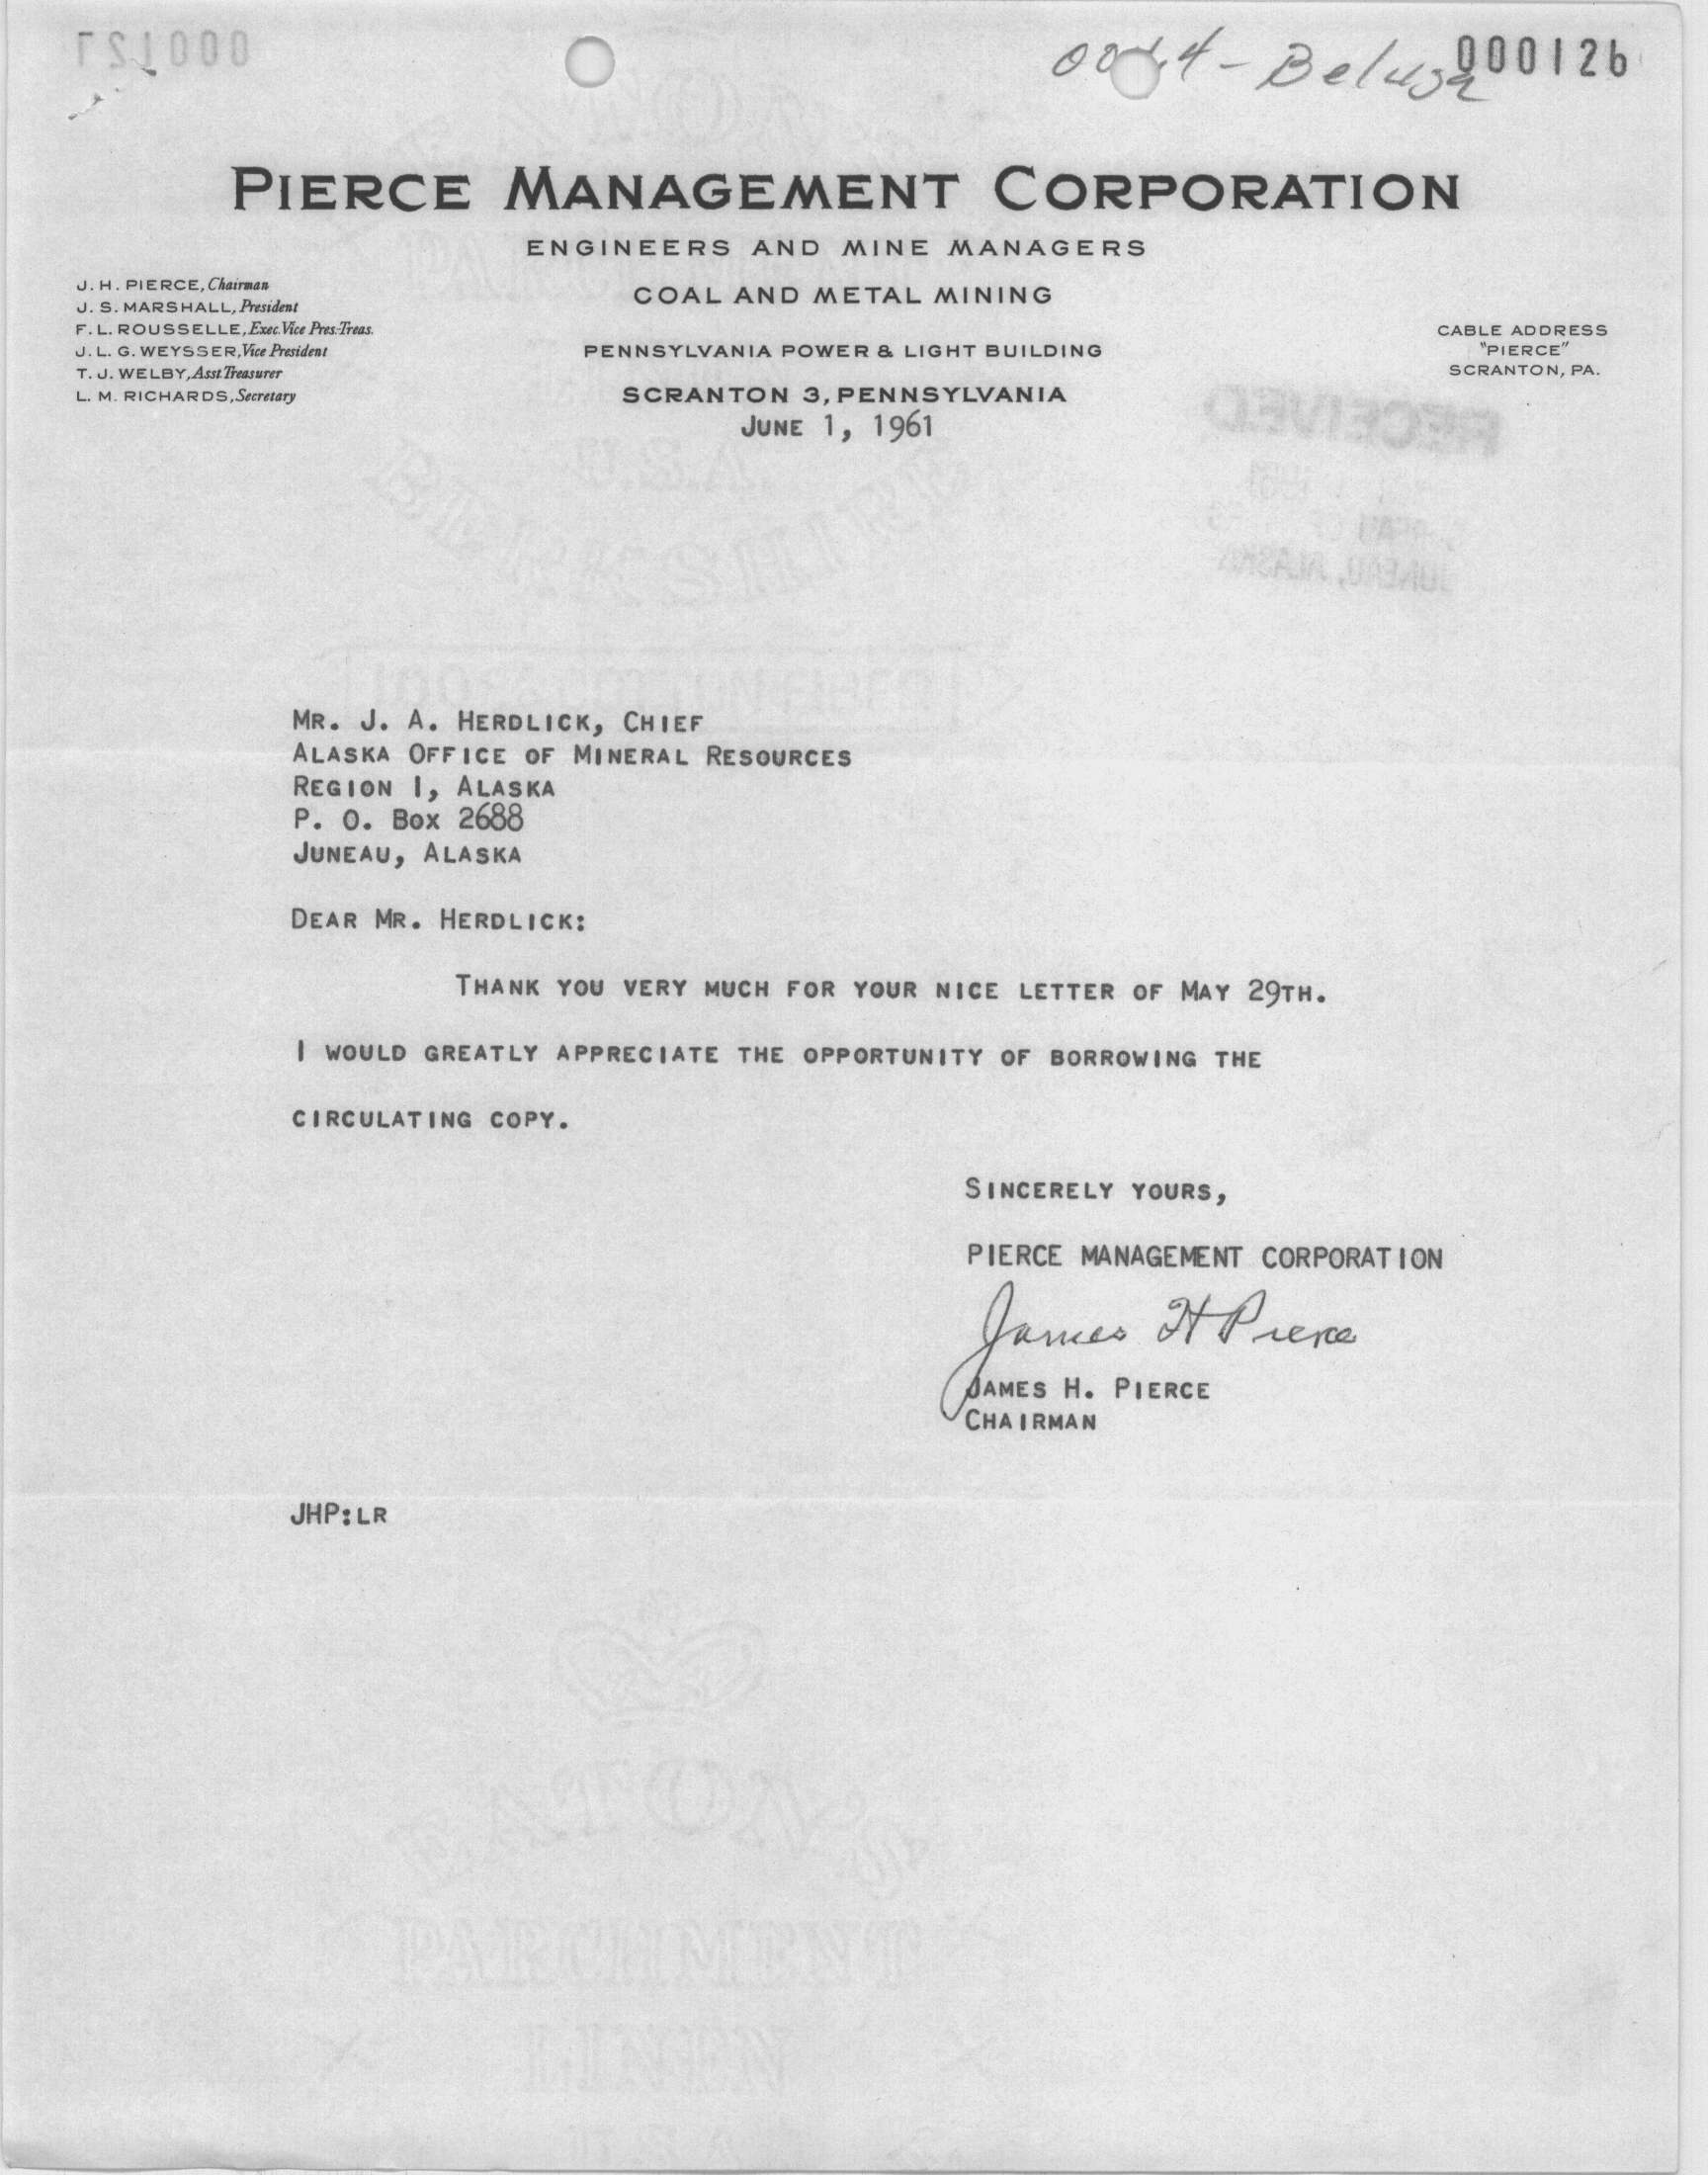 000126
- Beluga
PIERCE MANAGEMENT CORPORATION
ENGINEERS AND MINE MANAGERS
COAL AND METAL MINING
PENNSYLVANIA POWER & LIGHT BUILDING
SCRANTON 3, PENNSYLVANIA
J. H. PIERCE, Chairman
J. S. MARSHALL, President
F. L. ROUSSELLE, Exec. Vice Pres.-Treas.
J. L. G. WEYSSER, Vice President
T. J. WELBY, Asst. Treasurer
L. M. RICHARDS, Secretary
CABLE ADDRESS
"PIERCE"
SCRANTON, PA.
JUNE 1, 1961
RECEIVED
JUNEAU, ALASKA
MR. J. A. HERDLICK, CHIEF
ALASKA OFFICE OF MINERAL RESOURCES
REGION I, ALASKA
P. O. BOX 2688
JUNEAU, ALASKA
DEAR MR. HERDLICK:
THANK YOU VERY MUCH FOR YOUR NICE LETTER OF MAY 29TH.
I WOULD GREATLY APPRECIATE THE OPPORTUNITY OF BORROWING THE
CIRCULATING COPY.
SINCERELY YOURS,
PIERCE MANAGEMENT CORPORATION
James H Pierce
JAMES H. PIERCE
CHAIRMAN
JHP:LR